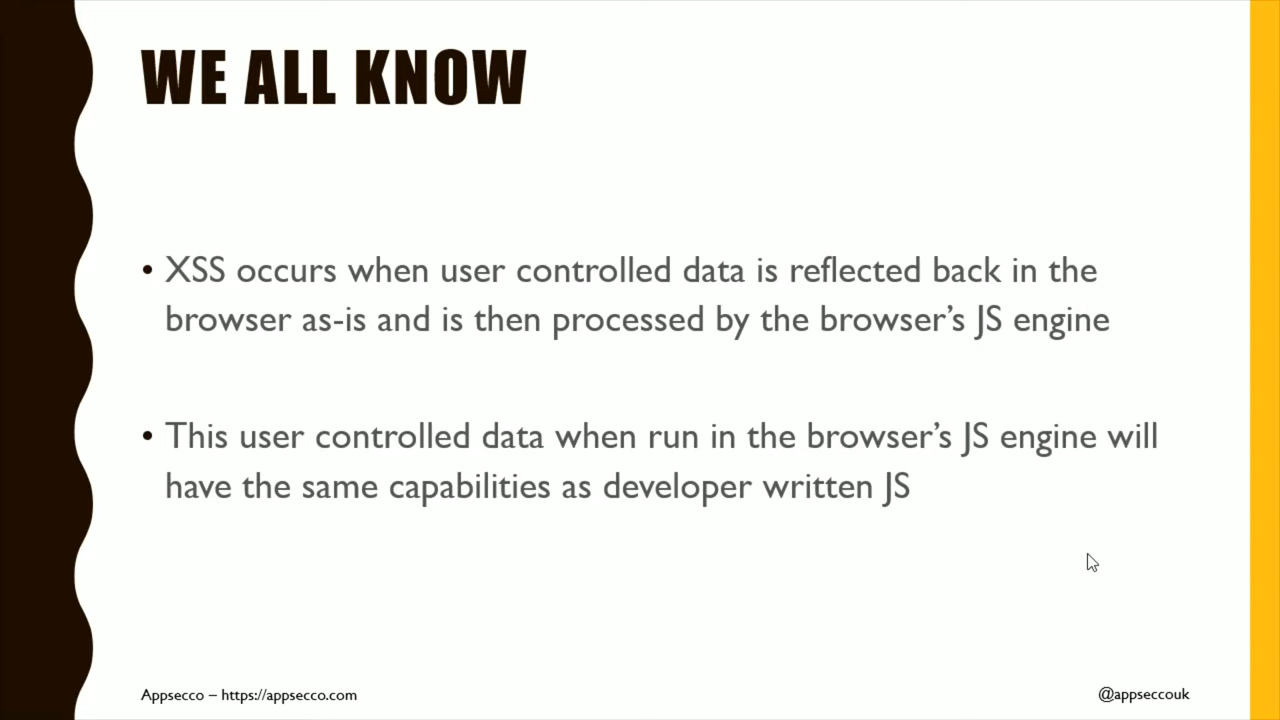 WE ALL KNOW
• XSS occurs when user controlled data is reflected back in the
browser as-is and is then processed by the browser’s JS engine
• This user controlled data when run in the browser’s JS engine will
have the same capabilities as developer written JS
Appsecco – https://appsecco.com
@appseccouk